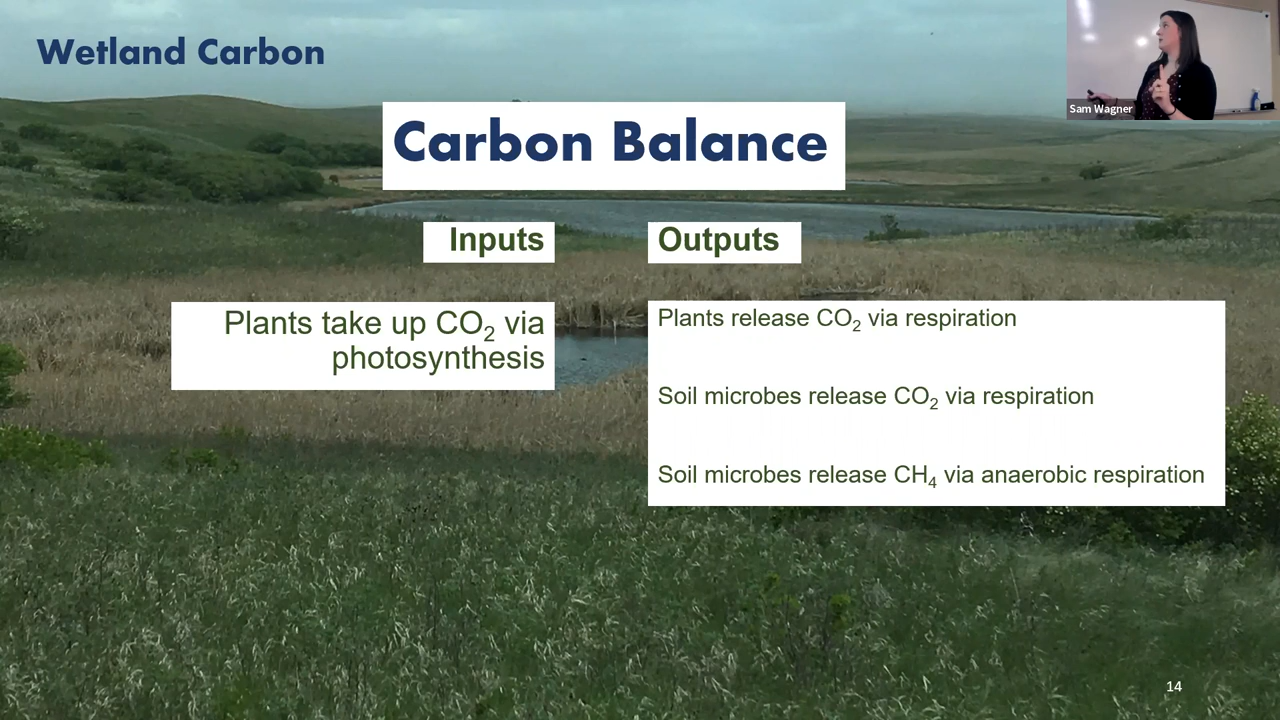 Wetland Carbon
Sam Wagner
Carbon Balance
Inputs
Outputs
Plants take up CO₂ via
photosynthesis
Plants release CO₂ via respiration
Soil microbes release CO₂ via respiration
Soil microbes release CH₄ via anaerobic respiration
14